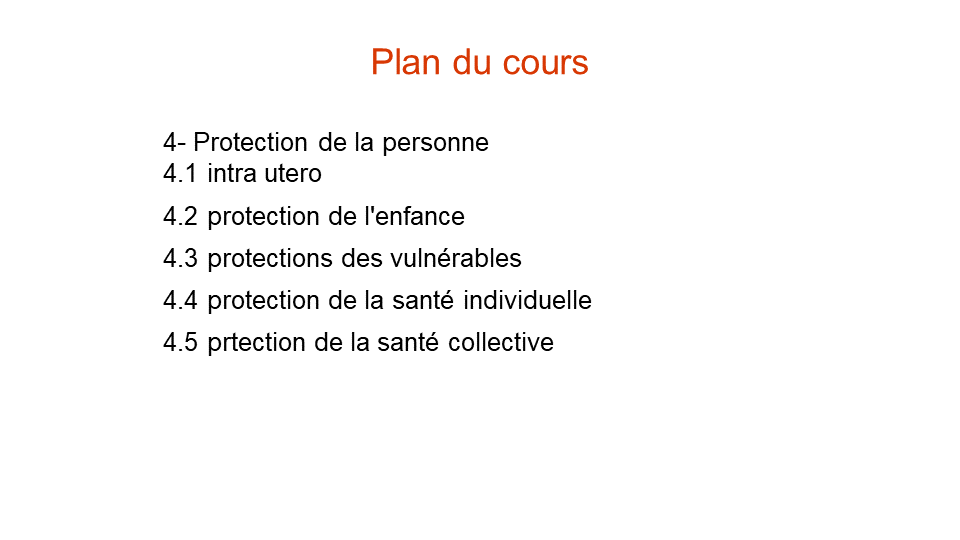 Plan du cours
4- Protection de la personne
4.1 intra utero
4.2 protection de l'enfance
4.3 protections des vulnérables
4.4 protection de la santé individuelle
4.5 prtection de la santé collective